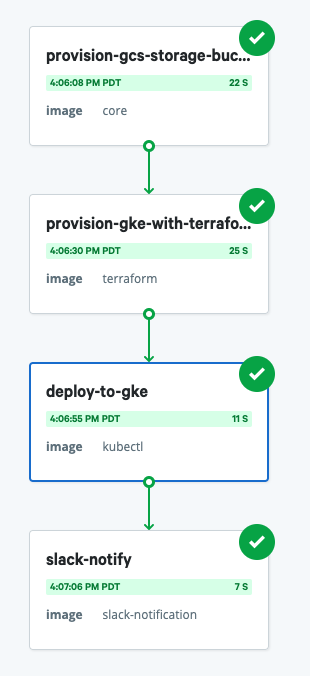 provision-gcs-storage-buc...
4:06:08 PM PDT 22 S
image core
provision-gke-with-terrafo...
4:06:30 PM PDT 25 S
image terraform
deploy-to-gke
4:06:55 PM PDT 11 S
image kubectl
slack-notify
4:07:06 PM PDT 7 S
image slack-notification